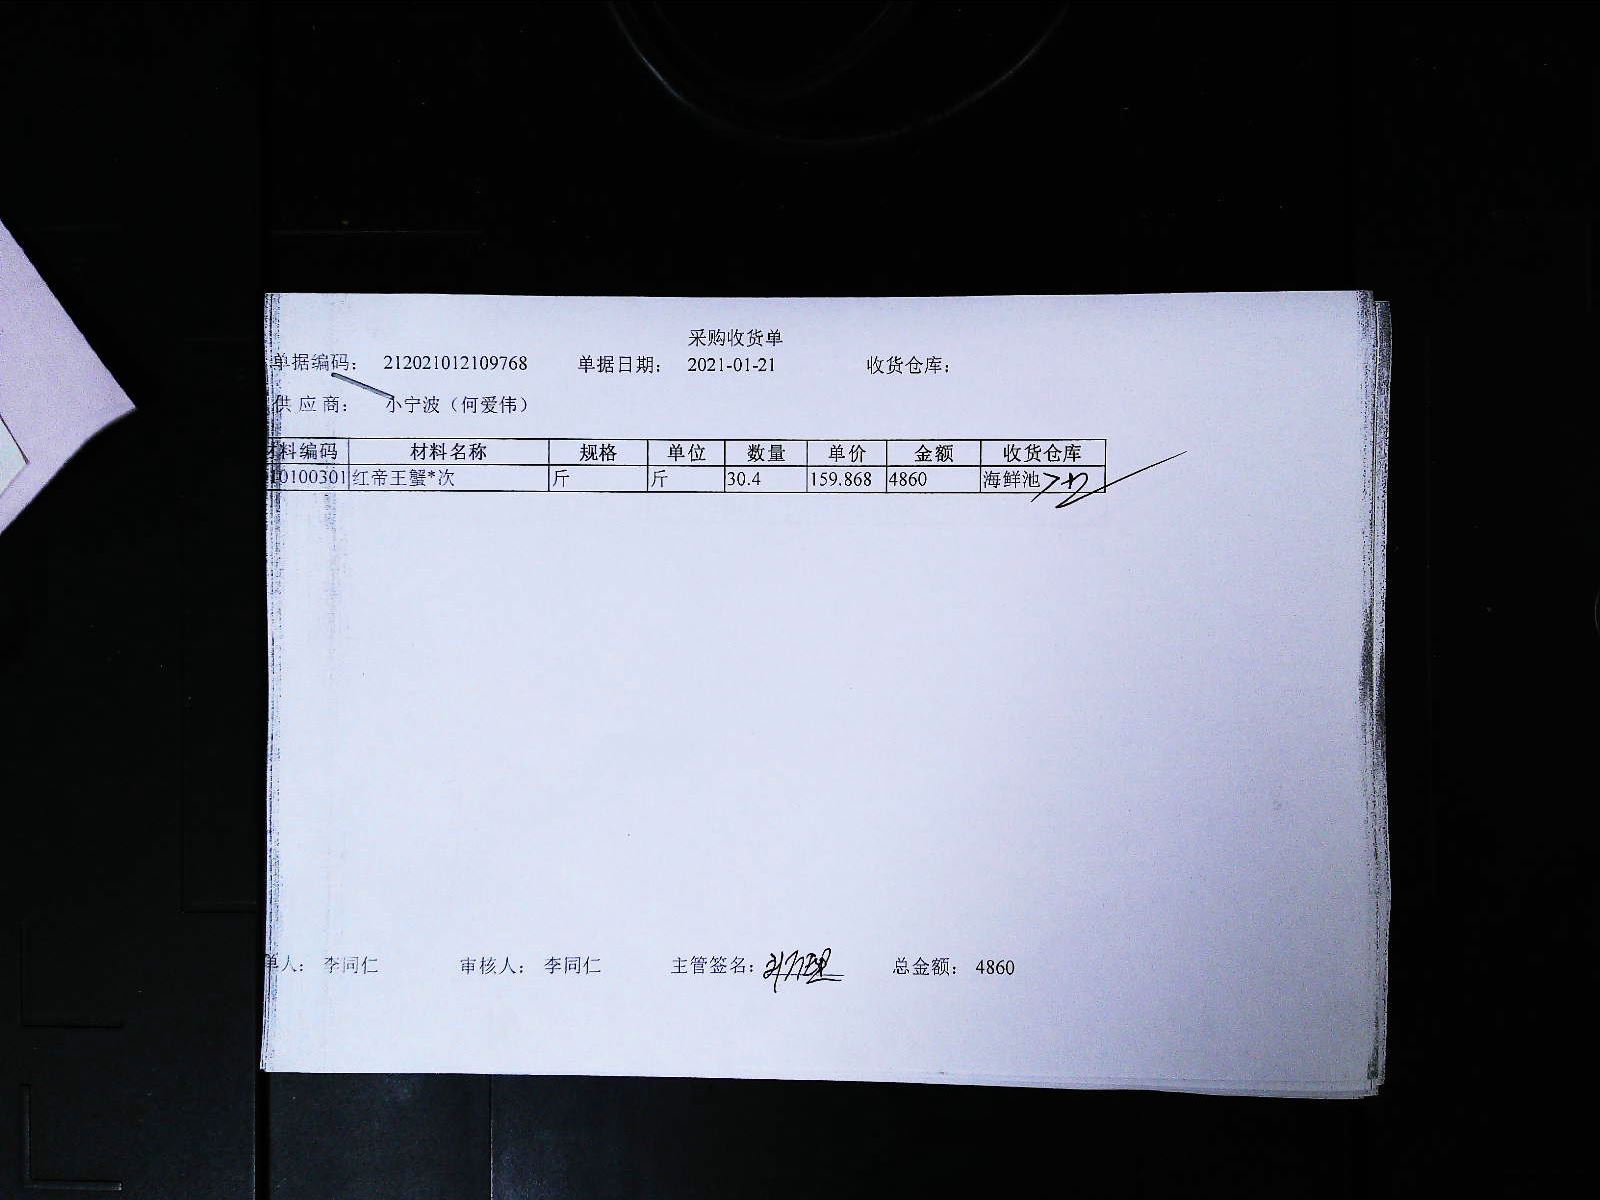 采购收货单
单据编码： 212021012109768 单据日期： 2021-01-21 收货仓库：
供应商： 小宁波（何爱伟）
材料编码 材料名称 规格 单位 数量 单价 金额 收货仓库
0100301 红帝王蟹*次 斤 斤 30.4 159.868 4860 海鲜池
单人： 李同仁 审核人： 李同仁 主管签名： 总金额： 4860